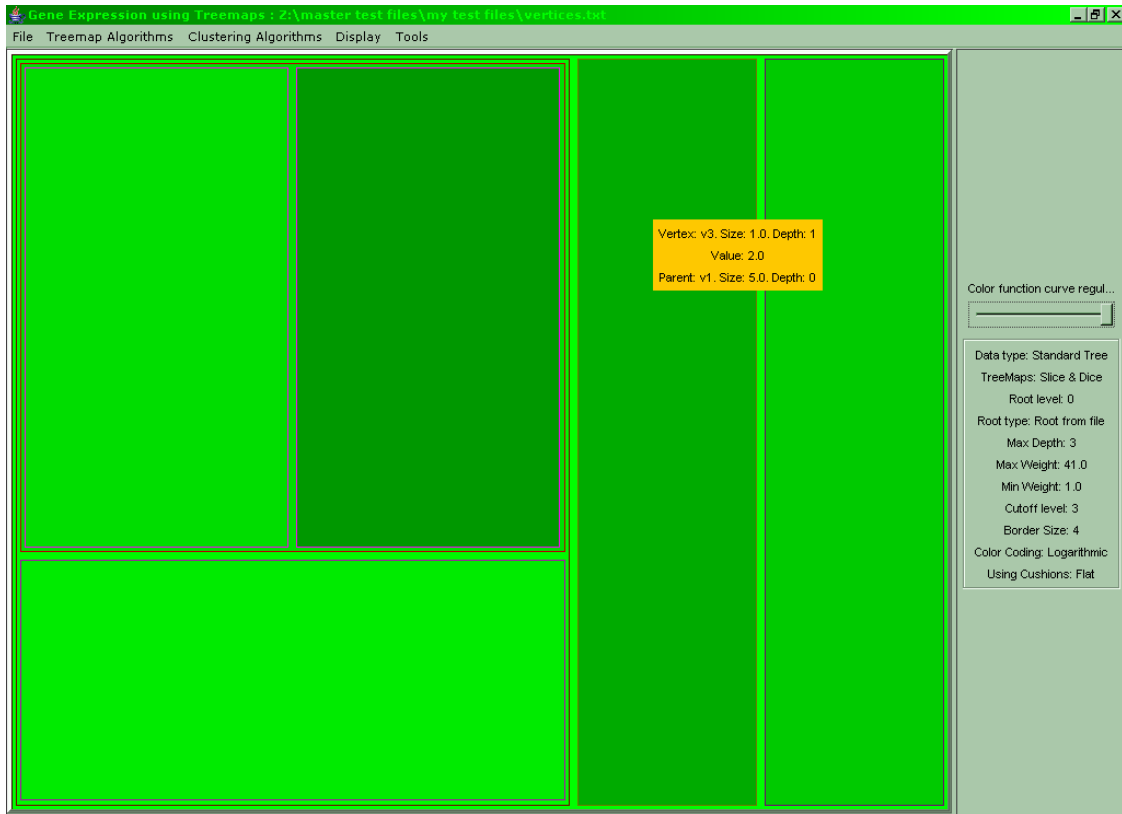 Gene Expression using Treemaps : Z:\master test files\my test files\vertices.txt
File Treemap Algorithms Clustering Algorithms Display Tools
Vertex: v3. Size: 1.0. Depth: 1
Value: 2.0
Parent: v1. Size: 5.0. Depth: 0
Color function curve regul...
Data type: Standard Tree
TreeMaps: Slice & Dice
Root level: 0
Root type: Root from file
Max Depth: 3
Max Weight: 41.0
Min Weight: 1.0
Cutoff level: 3
Border Size: 4
Color Coding: Logarithmic
Using Cushions: Flat